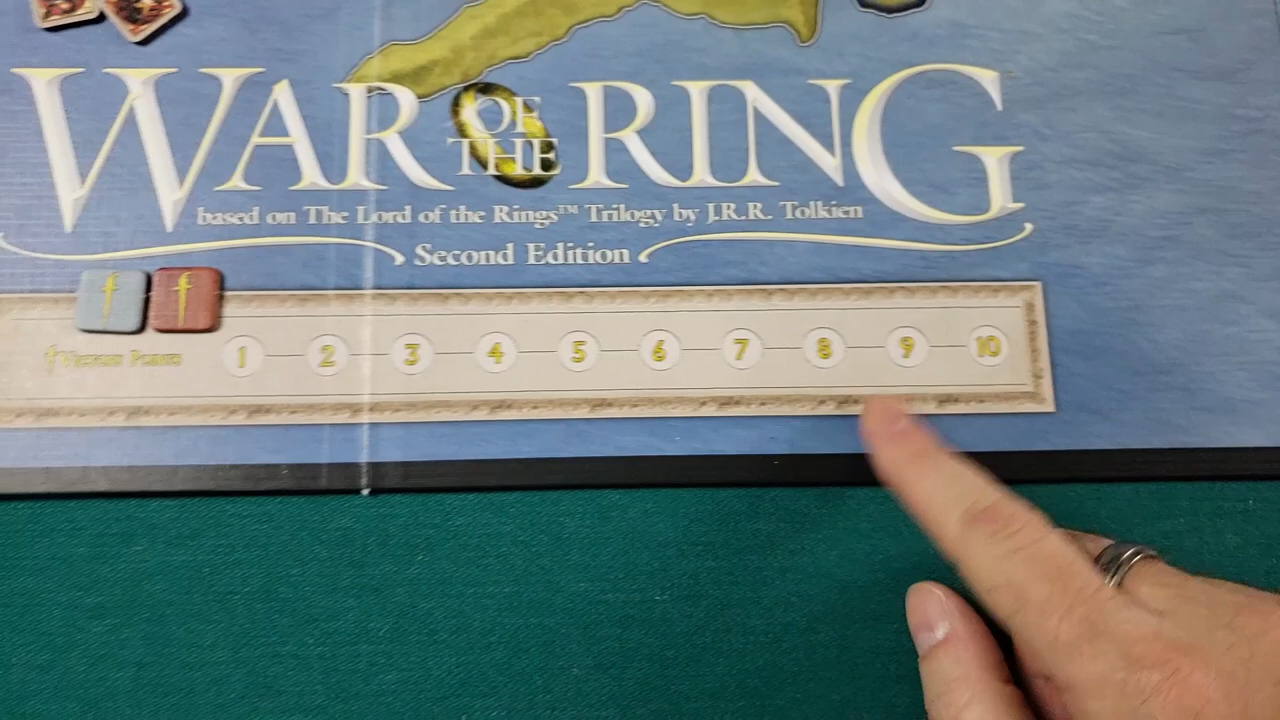 WAR OF THE RING
based on The Lord of the Rings™ Trilogy by J.R.R. Tolkien
Second Edition
Victory Points 1 2 3 4 5 6 7 8 9 10